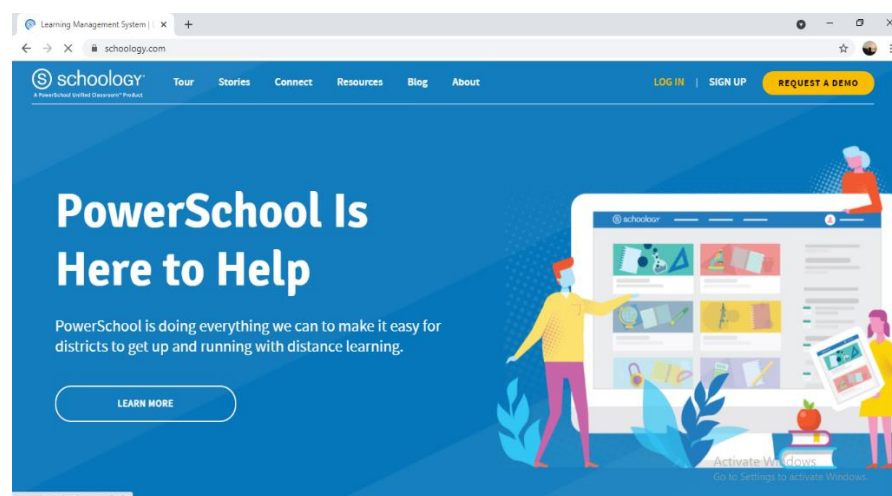 Learning Management System |
schoology.com
schoology
A PowerSchool Unified Classroom™ Product
Tour Stories Connect Resources Blog About
LOG IN | SIGN UP
REQUEST A DEMO
PowerSchool Is
Here to Help
PowerSchool is doing everything we can to make it easy for
districts to get up and running with distance learning.
LEARN MORE
schoology
Activate Windows
Go to Settings to activate Windows.